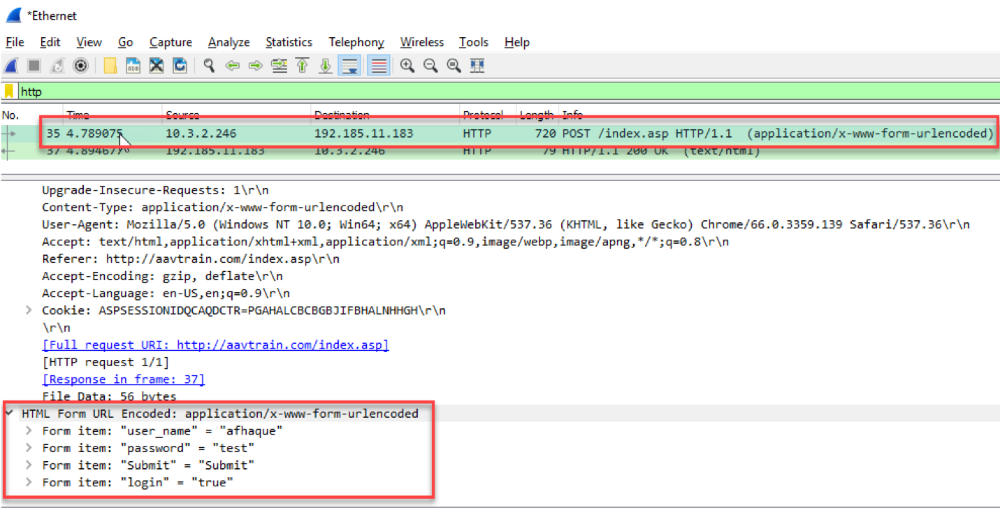 *Ethernet
File Edit View Go Capture Analyze Statistics Telephony Wireless Tools Help
http
No. Time Source Destination Protocol Length Info
35 4.789075 10.3.2.246 192.185.11.183 HTTP 720 POST /index.asp HTTP/1.1 (application/x-www-form-urlencoded)
37 4.894677 192.185.11.183 10.3.2.246 HTTP 79 HTTP/1.1 200 OK (text/html)
Upgrade-Insecure-Requests: 1\r\n
Content-Type: application/x-www-form-urlencoded\r\n
User-Agent: Mozilla/5.0 (Windows NT 10.0; Win64; x64) AppleWebKit/537.36 (KHTML, like Gecko) Chrome/66.0.3359.139 Safari/537.36\r\n
Accept: text/html,application/xhtml+xml,application/xml;q=0.9,image/webp,image/apng,*/*;q=0.8\r\n
Referer: http://aavtrain.com/index.asp\r\n
Accept-Encoding: gzip, deflate\r\n
Accept-Language: en-US,en;q=0.9\r\n
Cookie: ASPSESSIONIDQCAQDCTR=PGAHALCBCBGBJIFBHALNHHGH\r\n
\r\n
[Full request URI: http://aavtrain.com/index.asp]
[HTTP request 1/1]
[Response in frame: 37]
File Data: 56 bytes
HTML Form URL Encoded: application/x-www-form-urlencoded
Form item: "user_name" = "afhaque"
Form item: "password" = "test"
Form item: "Submit" = "Submit"
Form item: "login" = "true"